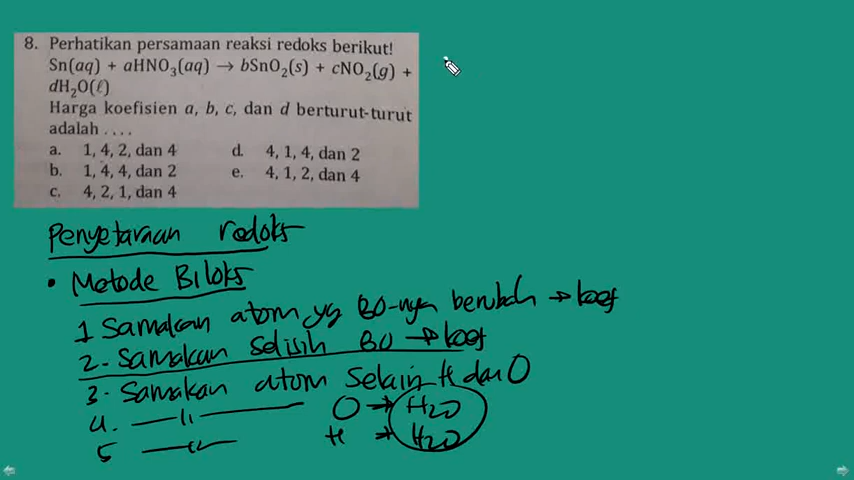 8. Perhatikan persamaan reaksi redoks berikut!
Sn(aq) + aHNO₃(aq) → bSnO₂(s) + cNO₂(g) +
dH₂O(ℓ)
Harga koefisien a, b, c, dan d berturut-turut
adalah . . . .
a. 1, 4, 2, dan 4 d. 4, 1, 4, dan 2
b. 1, 4, 4, dan 2 e. 4, 1, 2, dan 4
c. 4, 2, 1, dan 4
Penyetaraan redoks
• Metode Biloks
1 Samakan atom yg BO-nya berubah → koef
2. Samakan selisih BO → koef
3. Samakan atom selain H dan O
4. —〃— O → H₂O
5 —〃— H → H₂O